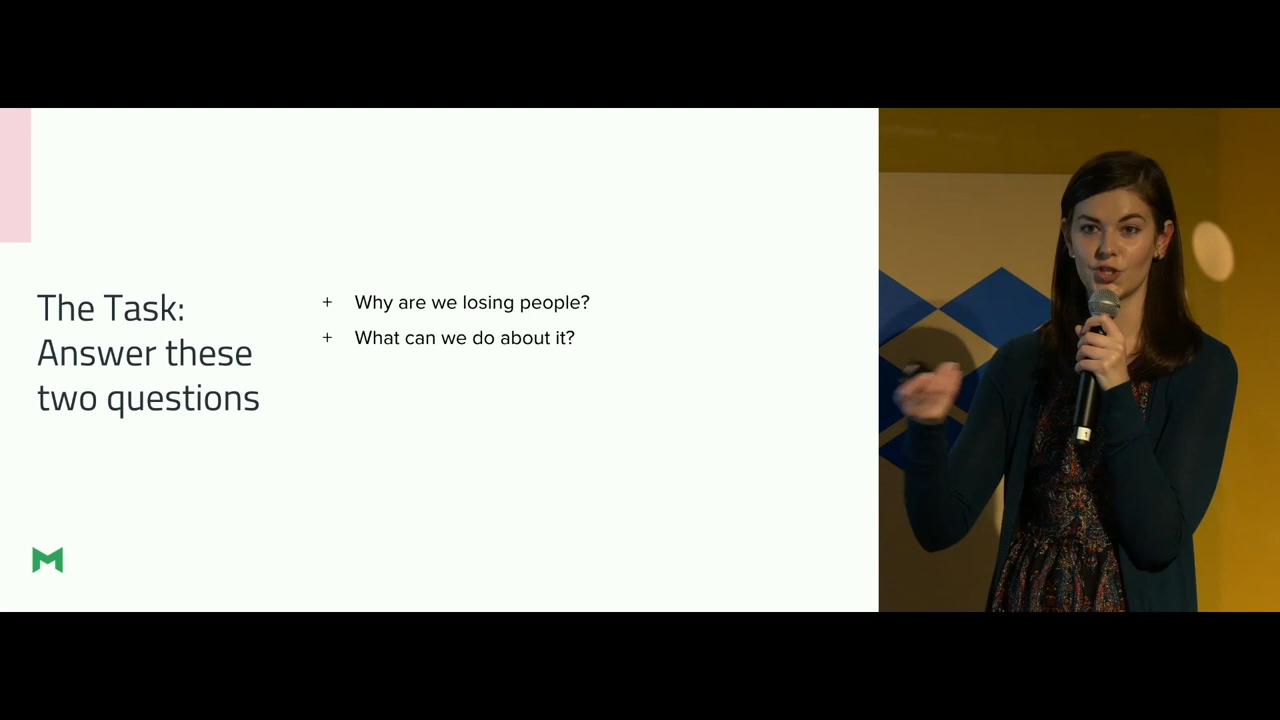 The Task:
Answer these
two questions
+ Why are we losing people?
+ What can we do about it?